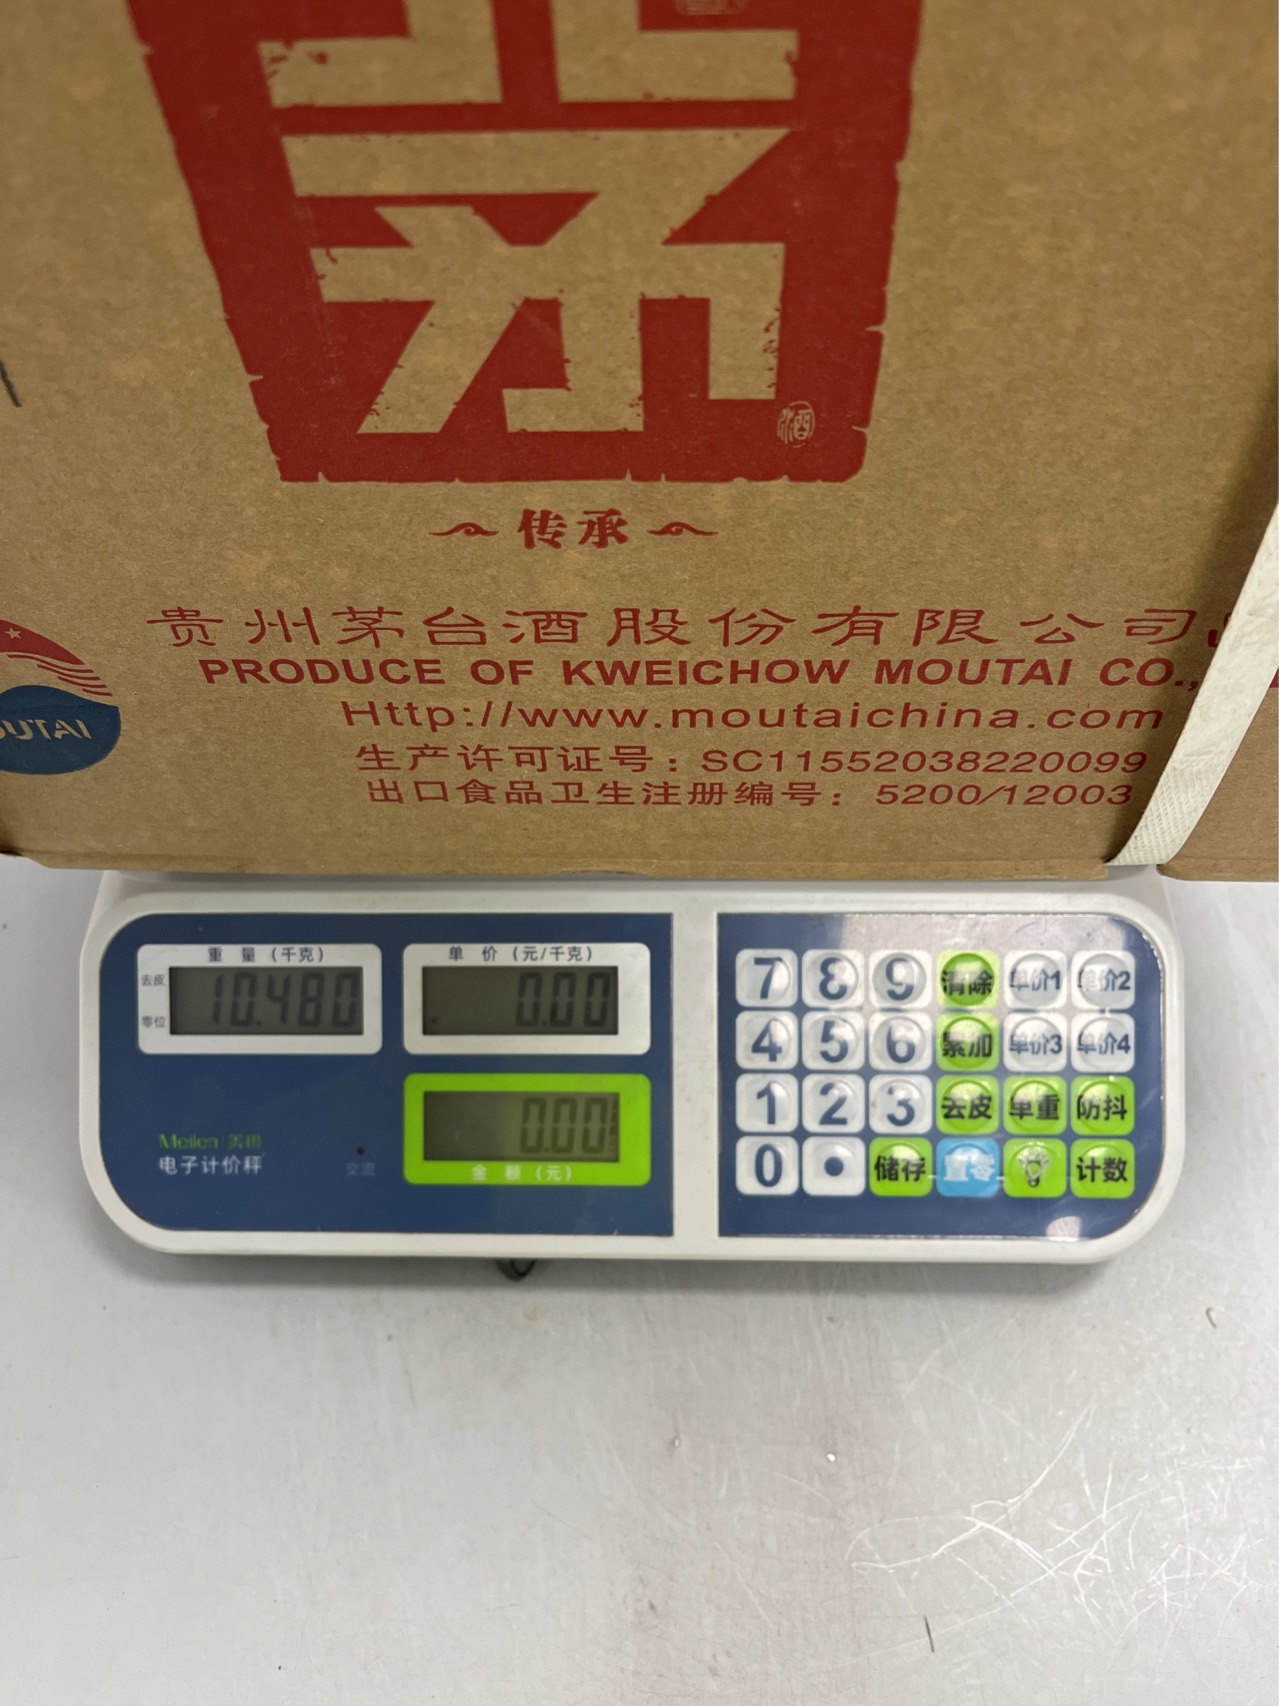 酒
传承
贵州茅台酒股份有限公司
PRODUCE OF KWEICHOW MOUTAI CO.,
Http://www.moutaichina.com
OUTAI
生产许可证号：SC11552038220099
出口食品卫生注册编号：5200/12003
重量(千克)
单价(元/千克)
去皮
零位
10.480
0.00
0.00
金额(元)
Meilen
电子计价秤
交流
7 8 9 清除 单价1 单价2
4 5 6 累加 单价3 单价4
1 2 3 去皮 单重 防抖
0 • 储存 置零 计数